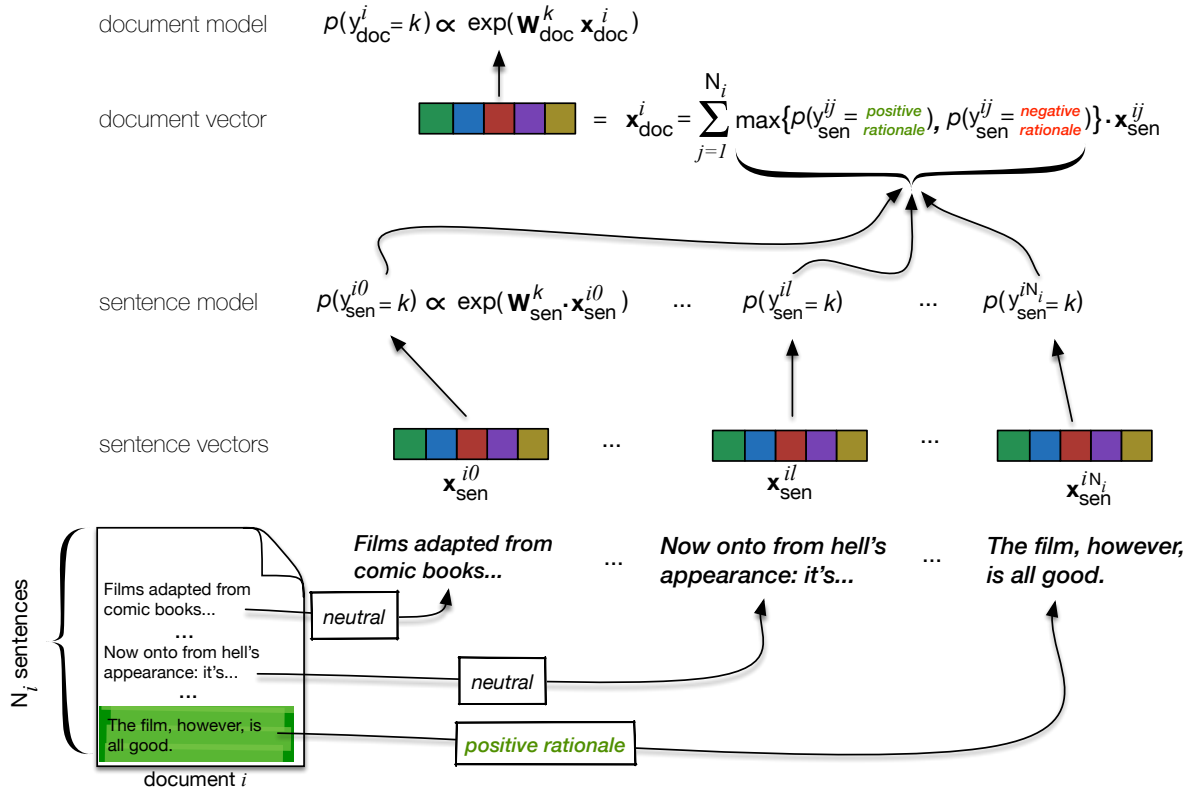 document model p(y^i_doc = k) ∝ exp(W^k_doc x^i_doc)
document vector = x^i_doc = ∑_{j=1}^{N_i} max{p(y^ij_sen = positive rationale), p(y^ij_sen = negative rationale)} · x^ij_sen
sentence model p(y^i0_sen = k) ∝ exp(W^k_sen · x^i0_sen) ... p(y^il_sen = k) ... p(y^iN_i_sen = k)
sentence vectors ... ...
x^i0_sen x^il_sen x^iN_i_sen
Films adapted from
comic books...
...
Now onto from hell's
appearance: it's...
...
The film, however,
is all good.
N_i sentences
Films adapted from
comic books...
...
Now onto from hell's
appearance: it's...
...
The film, however, is
all good.
document i
neutral
neutral
positive rationale